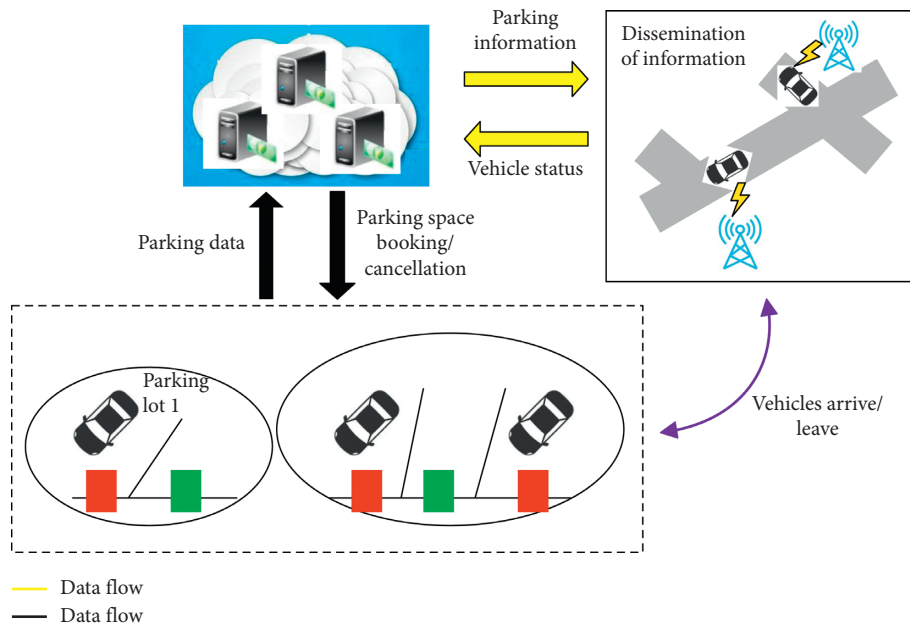 Parking
information
Vehicle status
Dissemination
of information
Parking data
Parking space
booking/
cancellation
Parking
lot 1
Vehicles arrive/
leave
Data flow
Data flow